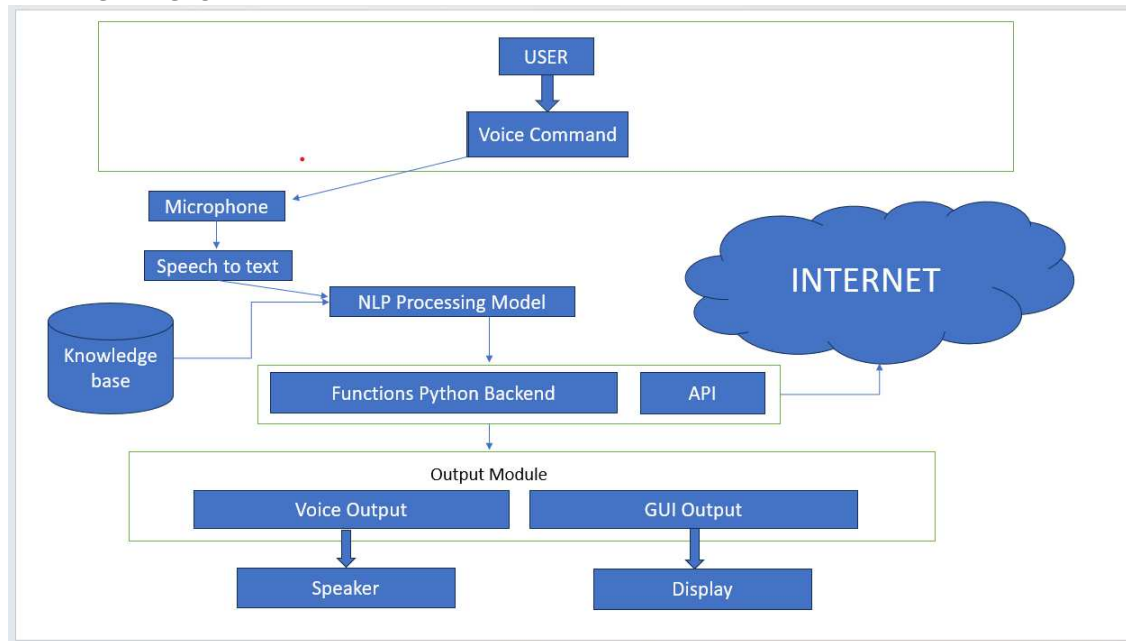 USER
Voice Command
Microphone
Speech to text
INTERNET
NLP Processing Model
Knowledge
base
Functions Python Backend
API
Output Module
Voice Output
GUI Output
Speaker
Display